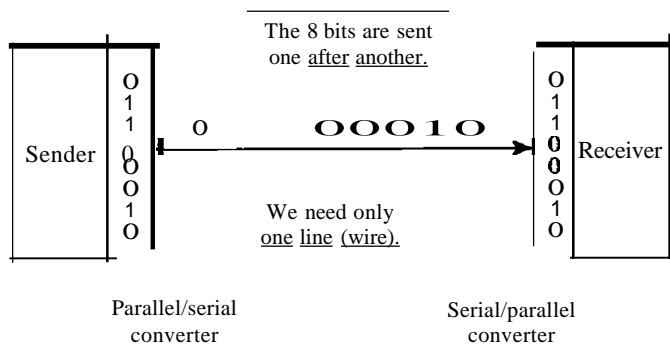 The 8 bits are sent
one after another.
0
1
1
0
0
0
1
0
0 00010
0
1
1
0
0
0
1
0
Sender
Receiver
We need only
one line (wire).
Parallel/serial
converter
Serial/parallel
converter